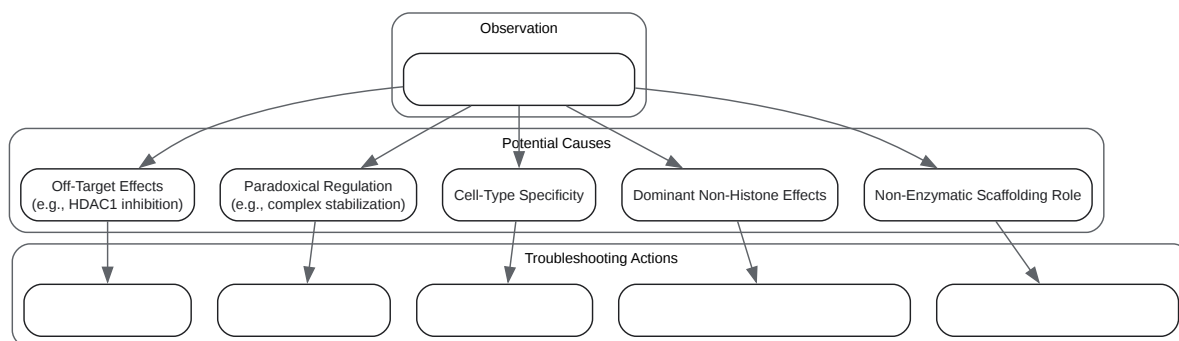 Observation
Potential Causes
Off-Target Effects
(e.g., HDAC1 inhibition)
Paradoxical Regulation
(e.g., complex stabilization)
Cell-Type Specificity
Dominant Non-Histone Effects
Non-Enzymatic Scaffolding Role
Troubleshooting Actions